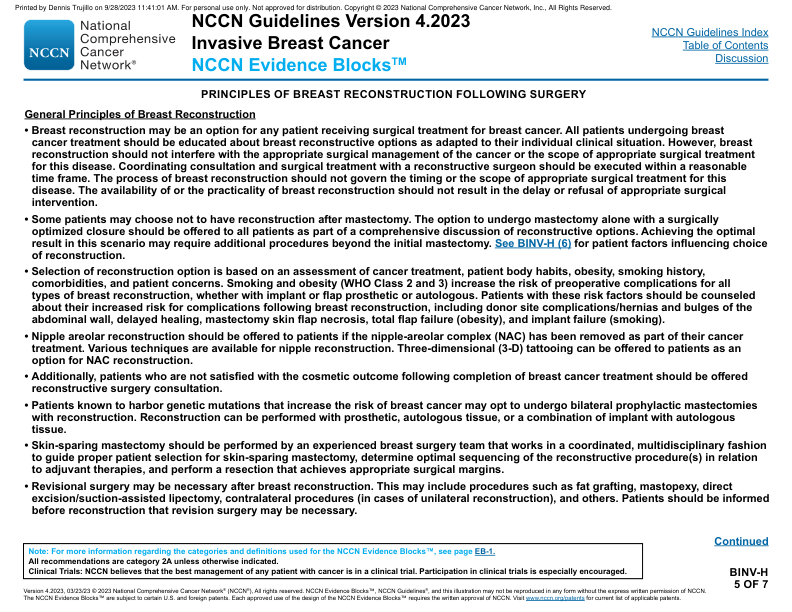 Printed by Dennis Trujillo on 9/28/2023 11:41:01 AM. For personal use only. Not approved for distribution. Copyright © 2023 National Comprehensive Cancer Network, Inc., All Rights Reserved.
NCCN
National
Comprehensive
Cancer
Network®
NCCN Guidelines Version 4.2023
Invasive Breast Cancer
NCCN Evidence Blocks™
NCCN Guidelines Index
Table of Contents
Discussion
PRINCIPLES OF BREAST RECONSTRUCTION FOLLOWING SURGERY
General Principles of Breast Reconstruction
• Breast reconstruction may be an option for any patient receiving surgical treatment for breast cancer. All patients undergoing breast
cancer treatment should be educated about breast reconstructive options as adapted to their individual clinical situation. However, breast
reconstruction should not interfere with the appropriate surgical management of the cancer or the scope of appropriate surgical treatment
for this disease. Coordinating consultation and surgical treatment with a reconstructive surgeon should be executed within a reasonable
time frame. The process of breast reconstruction should not govern the timing or the scope of appropriate surgical treatment for this
disease. The availability of or the practicality of breast reconstruction should not result in the delay or refusal of appropriate surgical
intervention.
• Some patients may choose not to have reconstruction after mastectomy. The option to undergo mastectomy alone with a surgically
optimized closure should be offered to all patients as part of a comprehensive discussion of reconstructive options. Achieving the optimal
result in this scenario may require additional procedures beyond the initial mastectomy. See BINV-H (6) for patient factors influencing choice
of reconstruction.
• Selection of reconstruction option is based on an assessment of cancer treatment, patient body habits, obesity, smoking history,
comorbidities, and patient concerns. Smoking and obesity (WHO Class 2 and 3) increase the risk of preoperative complications for all
types of breast reconstruction, whether with implant or flap prosthetic or autologous. Patients with these risk factors should be counseled
about their increased risk for complications following breast reconstruction, including donor site complications/hernias and bulges of the
abdominal wall, delayed healing, mastectomy skin flap necrosis, total flap failure (obesity), and implant failure (smoking).
• Nipple areolar reconstruction should be offered to patients if the nipple-areolar complex (NAC) has been removed as part of their cancer
treatment. Various techniques are available for nipple reconstruction. Three-dimensional (3-D) tattooing can be offered to patients as an
option for NAC reconstruction.
• Additionally, patients who are not satisfied with the cosmetic outcome following completion of breast cancer treatment should be offered
reconstructive surgery consultation.
• Patients known to harbor genetic mutations that increase the risk of breast cancer may opt to undergo bilateral prophylactic mastectomies
with reconstruction. Reconstruction can be performed with prosthetic, autologous tissue, or a combination of implant with autologous
tissue.
• Skin-sparing mastectomy should be performed by an experienced breast surgery team that works in a coordinated, multidisciplinary fashion
to guide proper patient selection for skin-sparing mastectomy, determine optimal sequencing of the reconstructive procedure(s) in relation
to adjuvant therapies, and perform a resection that achieves appropriate surgical margins.
• Revisional surgery may be necessary after breast reconstruction. This may include procedures such as fat grafting, mastopexy, direct
excision/suction-assisted lipectomy, contralateral procedures (in cases of unilateral reconstruction), and others. Patients should be informed
before reconstruction that revision surgery may be necessary.
Continued
Note: For more information regarding the categories and definitions used for the NCCN Evidence Blocks™, see page EB-1.
All recommendations are category 2A unless otherwise indicated.
Clinical Trials: NCCN believes that the best management of any patient with cancer is in a clinical trial. Participation in clinical trials is especially encouraged.
BINV-H
5 OF 7
Version 4.2023, 03/23/23 © 2023 National Comprehensive Cancer Network® (NCCN®), All rights reserved. NCCN Evidence Blocks™, NCCN Guidelines®, and this illustration may not be reproduced in any form without the express written permission of NCCN.
The NCCN Evidence Blocks™ are subject to certain U.S. and foreign patents. Each approved use of the design of the NCCN Evidence Blocks™ requires the written approval of NCCN. Visit www.nccn.org/patents for current list of applicable patents.